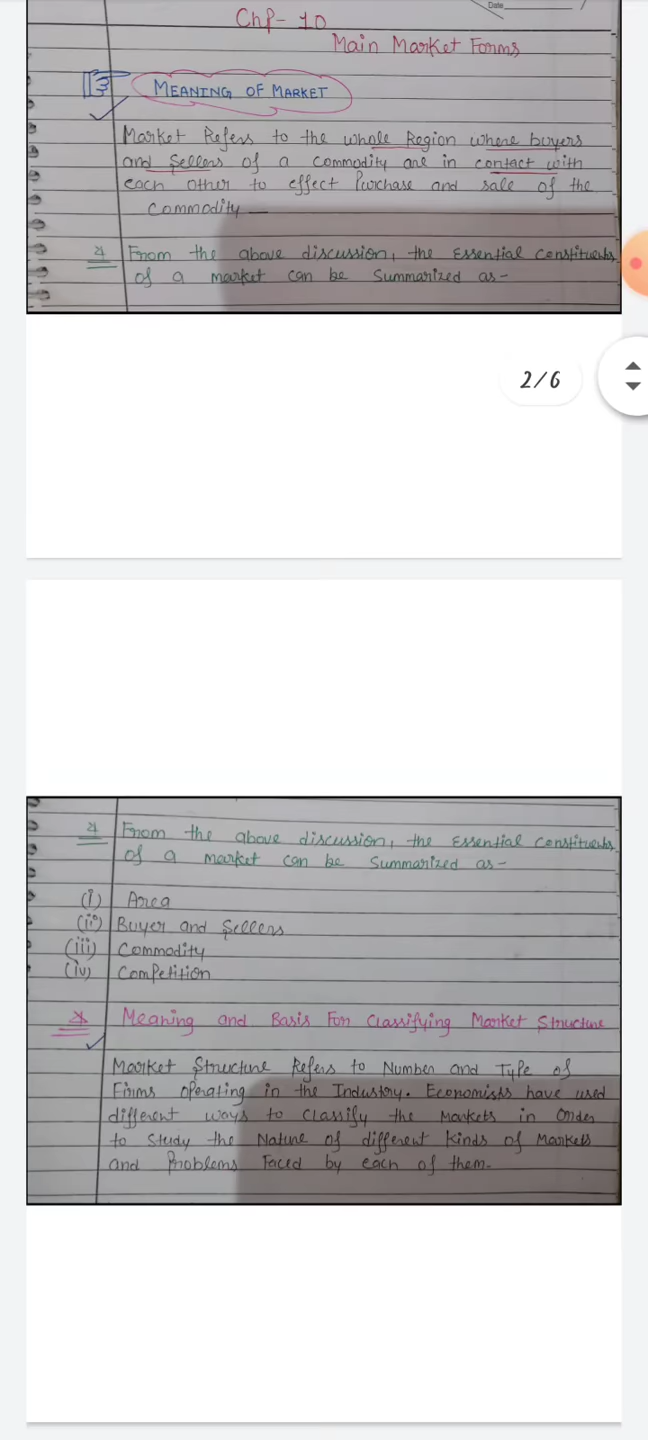 Date
Chp- 10
Main Market Forms
MEANING OF MARKET
Market Refers to the whole Region where buyers
and Sellers of a commodity are in contact with
each other to effect Purchase and sale of the
Commodity
From the above discussion, the Essential Constituents
of a market can be Summarized as-
2/6
From the above discussion, the Essential Constituents
of a market can be Summarized as-
(i) Area
(ii) Buyer and Sellers
(iii) Commodity
(iv) Competition
Meaning and Basis For Classifying Market Structure
Market Structure Refers to Number and Type of
Firms operating in the Industory. Economists have used
different ways to Classify the Markets in Order
to Study the Nature of different Kinds of Markets
and Problems Faced by each of them.